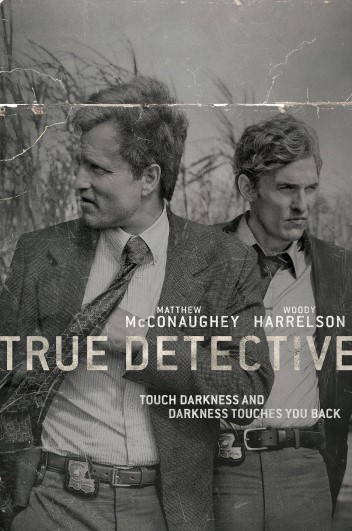 MATTHEW WOODY
McCONAUGHEY HARRELSON
TRUE DETECTIVE
TOUCH DARKNESS AND
DARKNESS TOUCHES YOU BACK